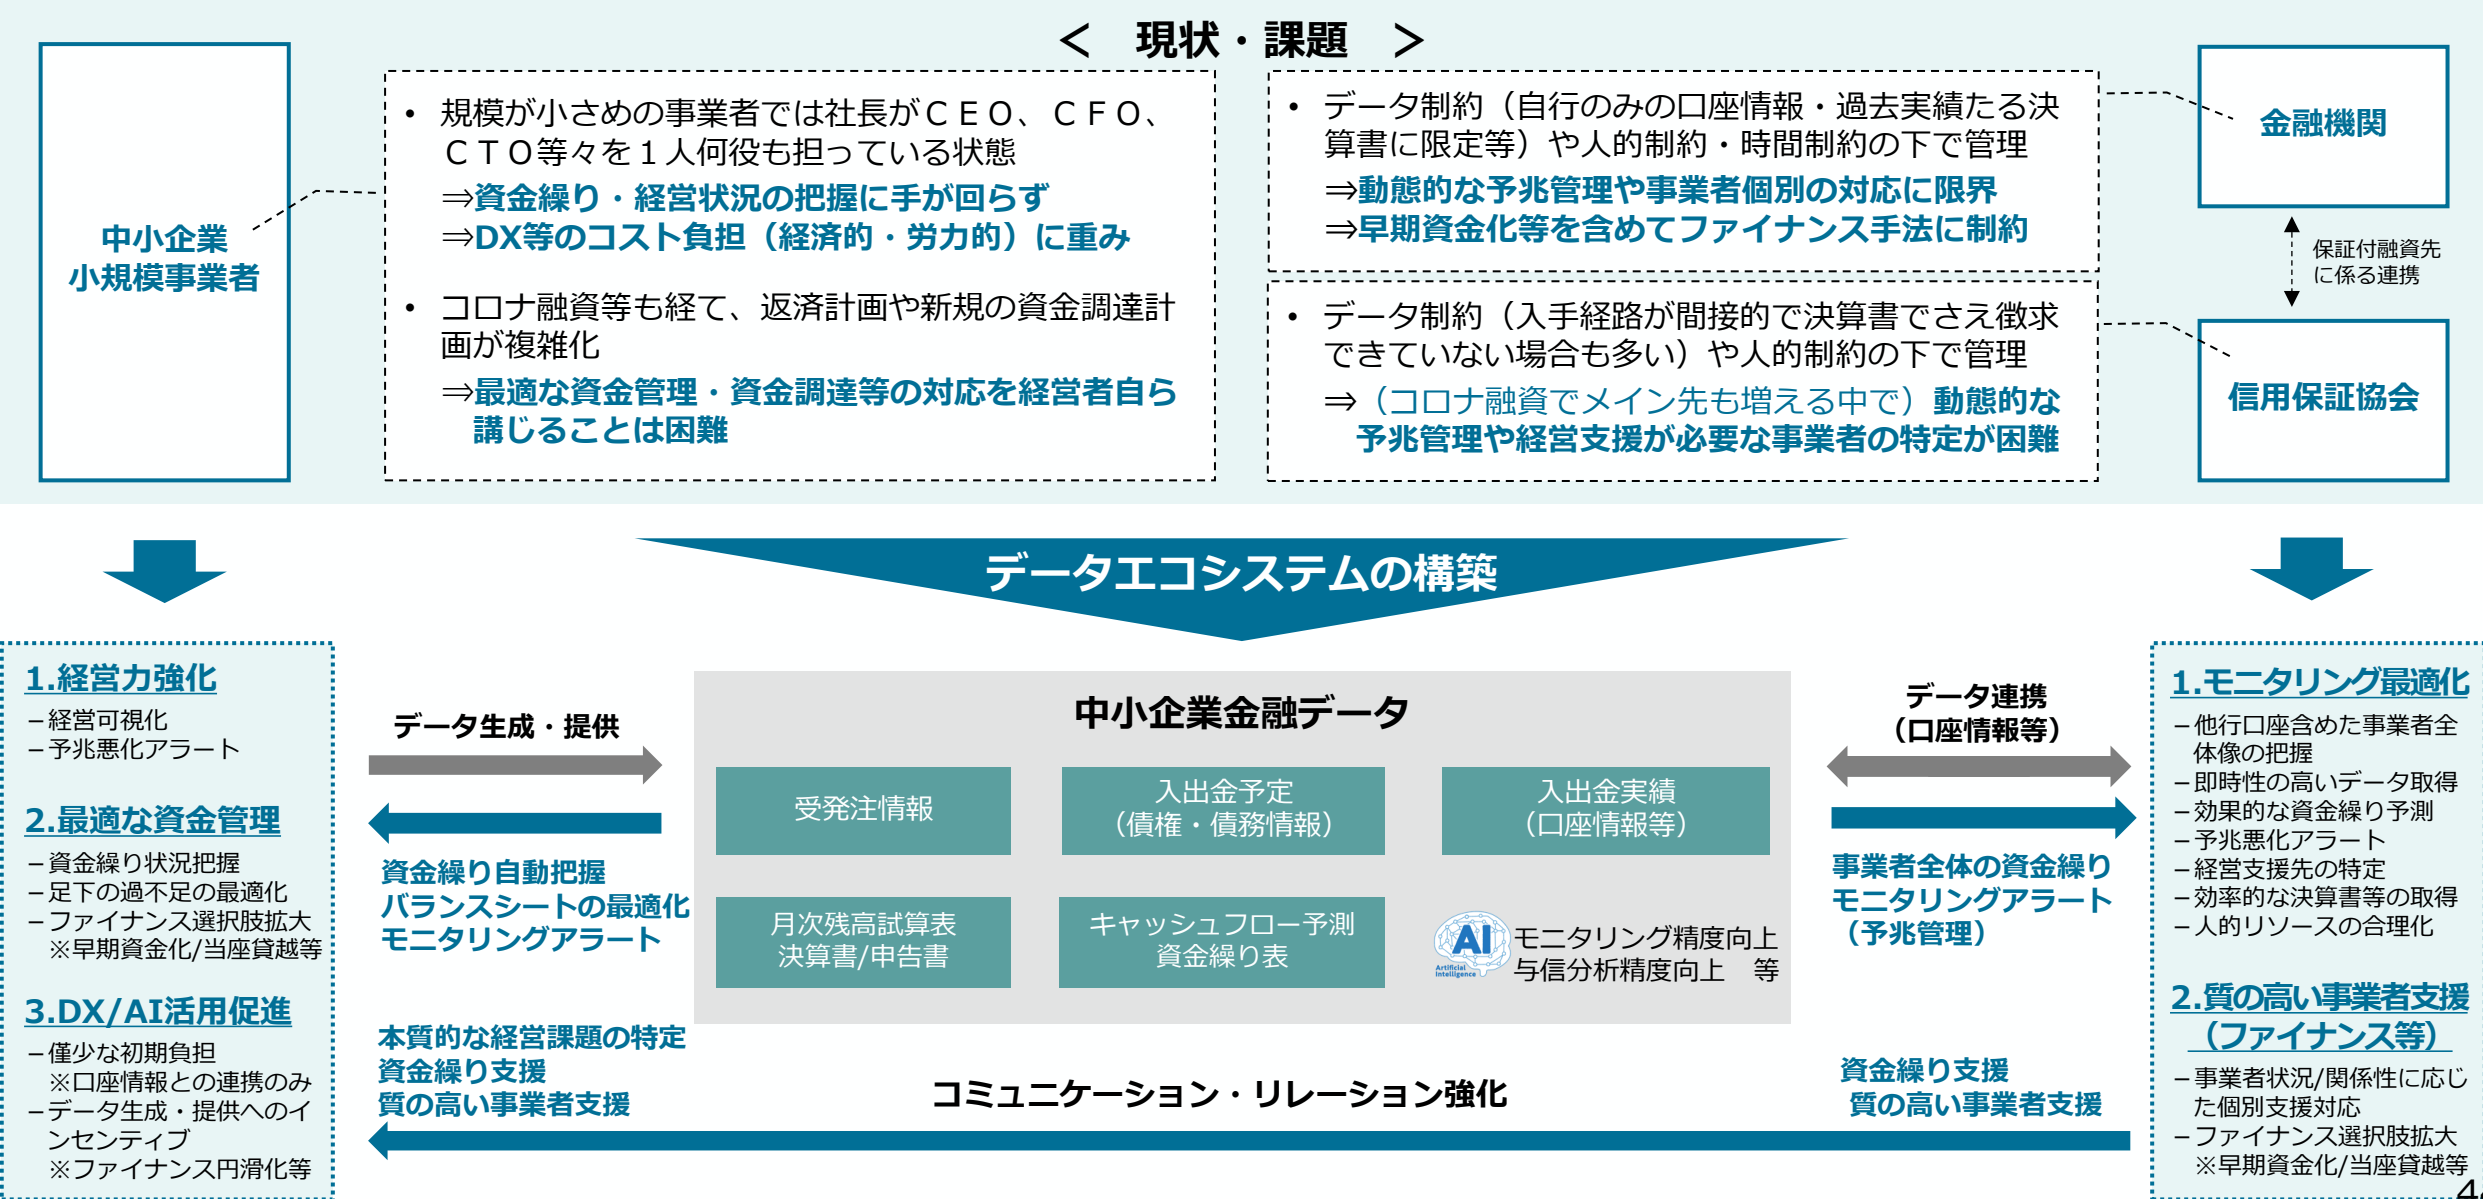 ＜　現状・課題　＞
中小企業
小規模事業者
• 規模が小さめの事業者では社長がＣＥＯ、ＣＦＯ、
ＣＴＯ等々を１人何役も担っている状態
⇒資金繰り・経営状況の把握に手が回らず
⇒DX等のコスト負担（経済的・労力的）に重み
• コロナ融資等も経て、返済計画や新規の資金調達計
画が複雑化
⇒最適な資金管理・資金調達等の対応を経営者自ら
講じることは困難
• データ制約（自行のみの口座情報・過去実績たる決
算書に限定等）や人的制約・時間制約の下で管理
⇒動態的な予兆管理や事業者個別の対応に限界
⇒早期資金化等を含めてファイナンス手法に制約
• データ制約（入手経路が間接的で決算書でさえ徴求
できていない場合も多い）や人的制約の下で管理
⇒（コロナ融資でメイン先も増える中で）動態的な
予兆管理や経営支援が必要な事業者の特定が困難
金融機関
保証付融資先
に係る連携
信用保証協会
データエコシステムの構築
1.経営力強化
－経営可視化
－予兆悪化アラート
2.最適な資金管理
－資金繰り状況把握
－足下の過不足の最適化
－ファイナンス選択肢拡大
※早期資金化/当座貸越等
3.DX/AI活用促進
－僅少な初期負担
※口座情報との連携のみ
－データ生成・提供へのイ
ンセンティブ
※ファイナンス円滑化等
データ生成・提供
資金繰り自動把握
バランスシートの最適化
モニタリングアラート
本質的な経営課題の特定
資金繰り支援
質の高い事業者支援
中小企業金融データ
受発注情報
入出金予定
（債権・債務情報）
入出金実績
（口座情報等）
月次残高試算表
決算書/申告書
キャッシュフロー予測
資金繰り表
AI
Artificial
Intelligence
モニタリング精度向上
与信分析精度向上　等
コミュニケーション・リレーション強化
データ連携
（口座情報等）
事業者全体の資金繰り
モニタリングアラート
（予兆管理）
資金繰り支援
質の高い事業者支援
1.モニタリング最適化
－他行口座含めた事業者全
体像の把握
－即時性の高いデータ取得
－効果的な資金繰り予測
－予兆悪化アラート
－経営支援先の特定
－効率的な決算書等の取得
－人的リソースの合理化
2.質の高い事業者支援
（ファイナンス等）
－事業者状況/関係性に応じ
た個別支援対応
－ファイナンス選択肢拡大
※早期資金化/当座貸越等